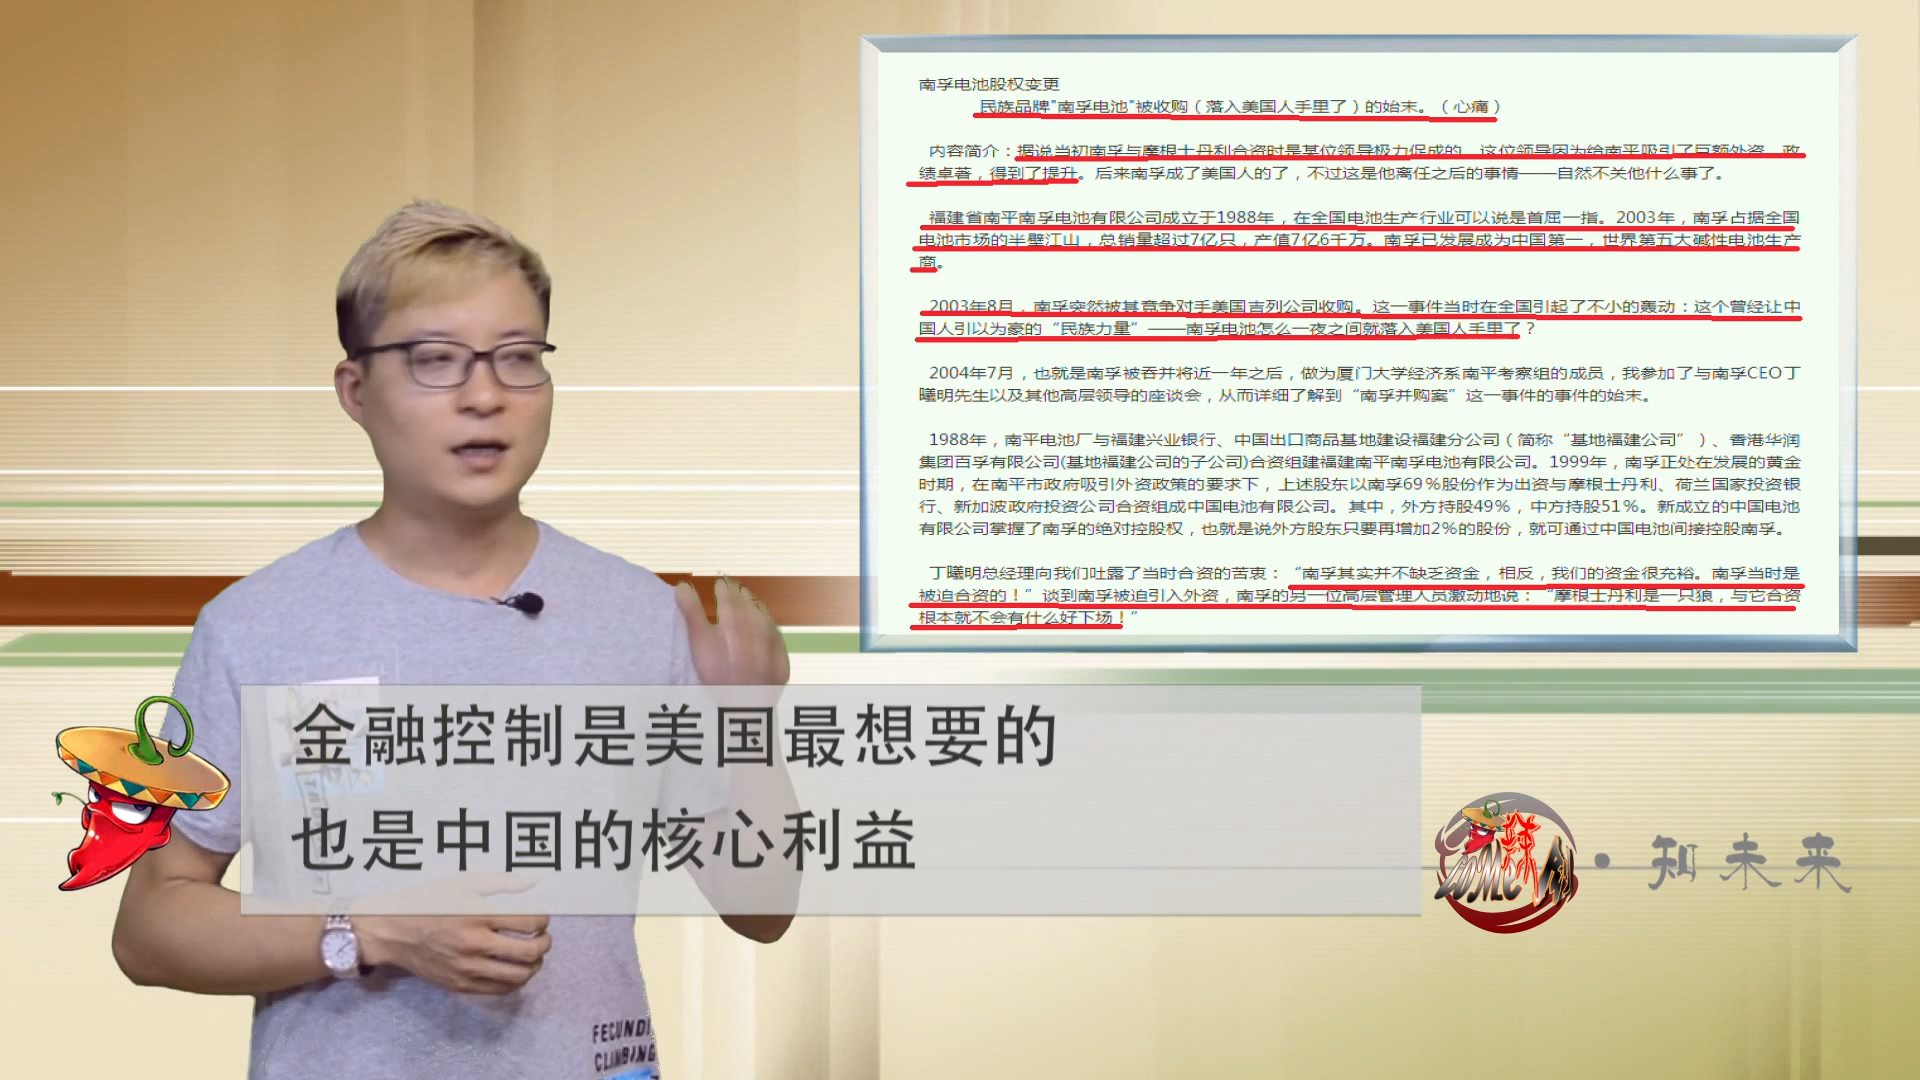 南孚电池股权变更
民族品牌"南孚电池"被收购（落入美国人手里了）的始末。（心痛）
内容简介：据说当初南孚与摩根士丹利合资时是某位领导极力促成的，这位领导因为给南平吸引了巨额外资，政
绩卓著，得到了提升。后来南孚成了美国人的了，不过这是他离任之后的事情——自然不关他什么事了。
福建省南平南孚电池有限公司成立于1988年，在全国电池生产行业可以说是首屈一指。2003年，南孚占据全国
电池市场的半壁江山，总销量超过7亿只，产值7亿6千万。南孚已发展成为中国第一，世界第五大碱性电池生产
商。
2003年8月，南孚突然被其竞争对手美国吉列公司收购。这一事件当时在全国引起了不小的轰动：这个曾经让中
国人引以为豪的“民族力量”——南孚电池怎么一夜之间就落入美国人手里了？
2004年7月，也就是南孚被吞并将近一年之后，做为厦门大学经济系南平考察组的成员，我参加了与南孚CEO丁
曦明先生以及其他高层领导的座谈会，从而详细了解到“南孚并购案”这一事件的事件的始末。
1988年，南平电池厂与福建兴业银行、中国出口商品基地建设福建分公司（简称“基地福建公司”）、香港华润
集团百孚有限公司(基地福建公司的子公司)合资组建福建南平南孚电池有限公司。1999年，南孚正处在发展的黄金
时期，在南平市政府吸引外资政策的要求下，上述股东以南孚69%股份作为出资与摩根士丹利、荷兰国家投资银
行、新加波政府投资公司合资组成中国电池有限公司。其中，外方持股49%，中方持股51%。新成立的中国电池
有限公司掌握了南孚的绝对控股权，也就是说外方股东只要再增加2%的股份，就可通过中国电池间接控股南孚。
丁曦明总经理向我们吐露了当时合资的苦衷：“南孚其实并不缺乏资金，相反，我们的资金很充裕。南孚当时是
被迫合资的！”谈到南孚被迫引入外资，南孚的另一位高层管理人员激动地说：“摩根士丹利是一只狼，与它合资
根本就不会有什么好下场！”
金融控制是美国最想要的
也是中国的核心利益
知未来
FECUNDI
CLIMBING